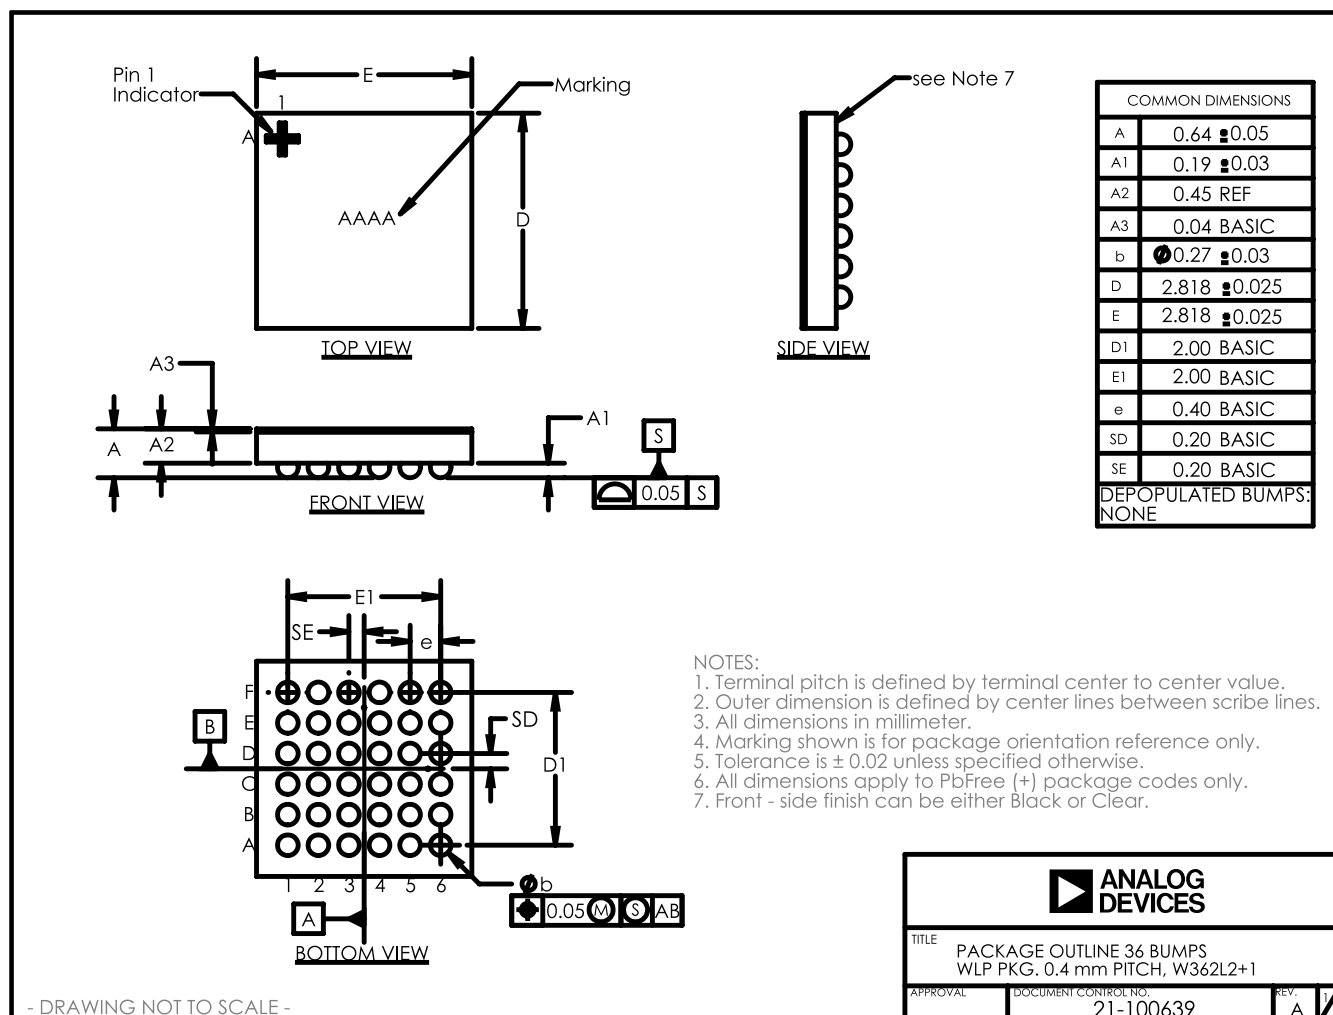 Pin 1
Indicator
1
E
Marking
A
AAAA
D
TOP VIEW
see Note 7
SIDE VIEW
COMMON DIMENSIONS
A 0.64 ±0.05
A1 0.19 ±0.03
A2 0.45 REF
A3 0.04 BASIC
b Ø0.27 ±0.03
D 2.818 ±0.025
E 2.818 ±0.025
D1 2.00 BASIC
E1 2.00 BASIC
e 0.40 BASIC
SD 0.20 BASIC
SE 0.20 BASIC
DEPOPULATED BUMPS:
NONE
A3
A
A2
A1
S
0.05 S
FRONT VIEW
E1
SE
e
F
E
D
C
B
A
B
SD
D1
1 2 3 4 5 6
Øb
0.05 M S AB
A
BOTTOM VIEW
NOTES:
1. Terminal pitch is defined by terminal center to center value.
2. Outer dimension is defined by center lines between scribe lines.
3. All dimensions in millimeter.
4. Marking shown is for package orientation reference only.
5. Tolerance is ± 0.02 unless specified otherwise.
6. All dimensions apply to PbFree (+) package codes only.
7. Front - side finish can be either Black or Clear.
ANALOG
DEVICES
TITLE
PACKAGE OUTLINE 36 BUMPS
WLP PKG. 0.4 mm PITCH, W362L2+1
APPROVAL
DOCUMENT CONTROL NO.
21-100639
REV.
A
1/
- DRAWING NOT TO SCALE -